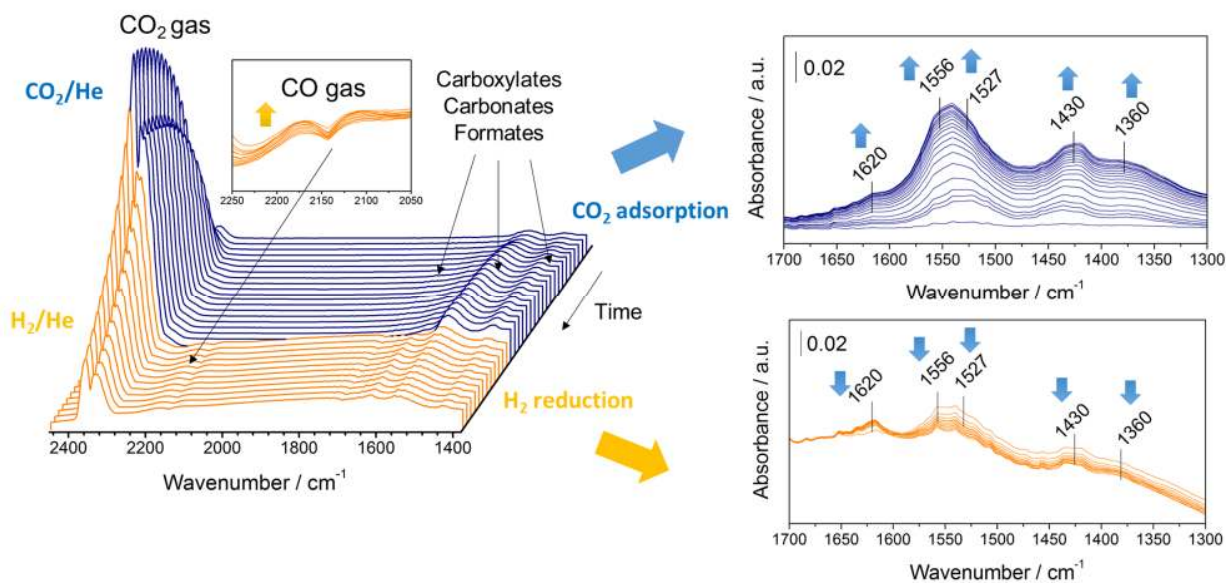 CO2 gas
CO2/He
H2/He
CO gas
2250 2200 2150 2100 2050
Carboxylates
Carbonates
Formates
CO2 adsorption
Time
H2 reduction
2400 2200 2000 1800 1600 1400
Wavenumber / cm-1
0.02
1620
1556
1527
1430
1360
Absorbance / a.u.
1700 1650 1600 1550 1500 1450 1400 1350 1300
Wavenumber / cm-1
0.02
1620
1556
1527
1430
1360
Absorbance / a.u.
1700 1650 1600 1550 1500 1450 1400 1350 1300
Wavenumber / cm-1